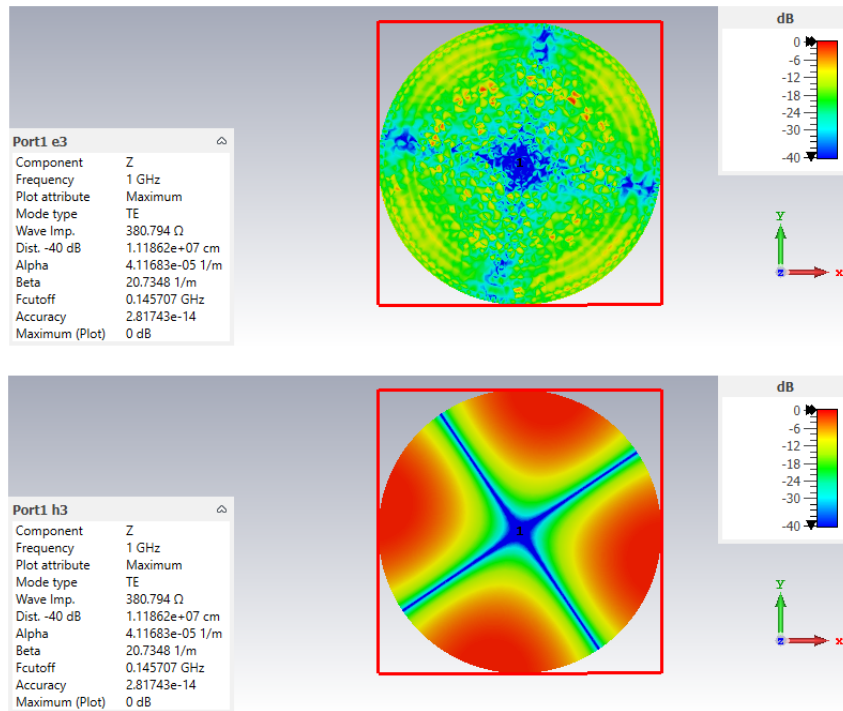 dB
0
-6
-12
-18
-24
-30
-40
Port1 e3
Component Z
Frequency 1 GHz
Plot attribute Maximum
Mode type TE
Wave Imp. 380.794 Ω
Dist. -40 dB 1.11862e+07 cm
Alpha 4.11683e-05 1/m
Beta 20.7348 1/m
Fcutoff 0.145707 GHz
Accuracy 2.81743e-14
Maximum (Plot) 0 dB
1
Y
z
x
dB
0
-6
-12
-18
-24
-30
-40
Port1 h3
Component Z
Frequency 1 GHz
Plot attribute Maximum
Mode type TE
Wave Imp. 380.794 Ω
Dist. -40 dB 1.11862e+07 cm
Alpha 4.11683e-05 1/m
Beta 20.7348 1/m
Fcutoff 0.145707 GHz
Accuracy 2.81743e-14
Maximum (Plot) 0 dB
1
Y
z
x